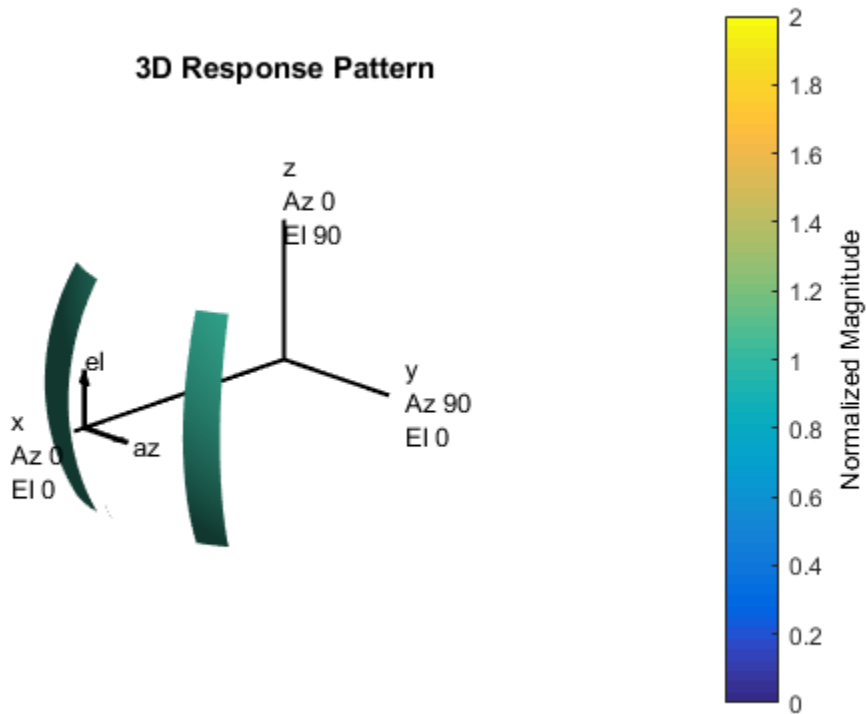 3D Response Pattern
z
Az 0
El 90
el
y
Az 90
El 0
x
Az 0
El 0
az
2
1.8
1.6
1.4
1.2
1
0.8
0.6
0.4
0.2
0
Normalized Magnitude